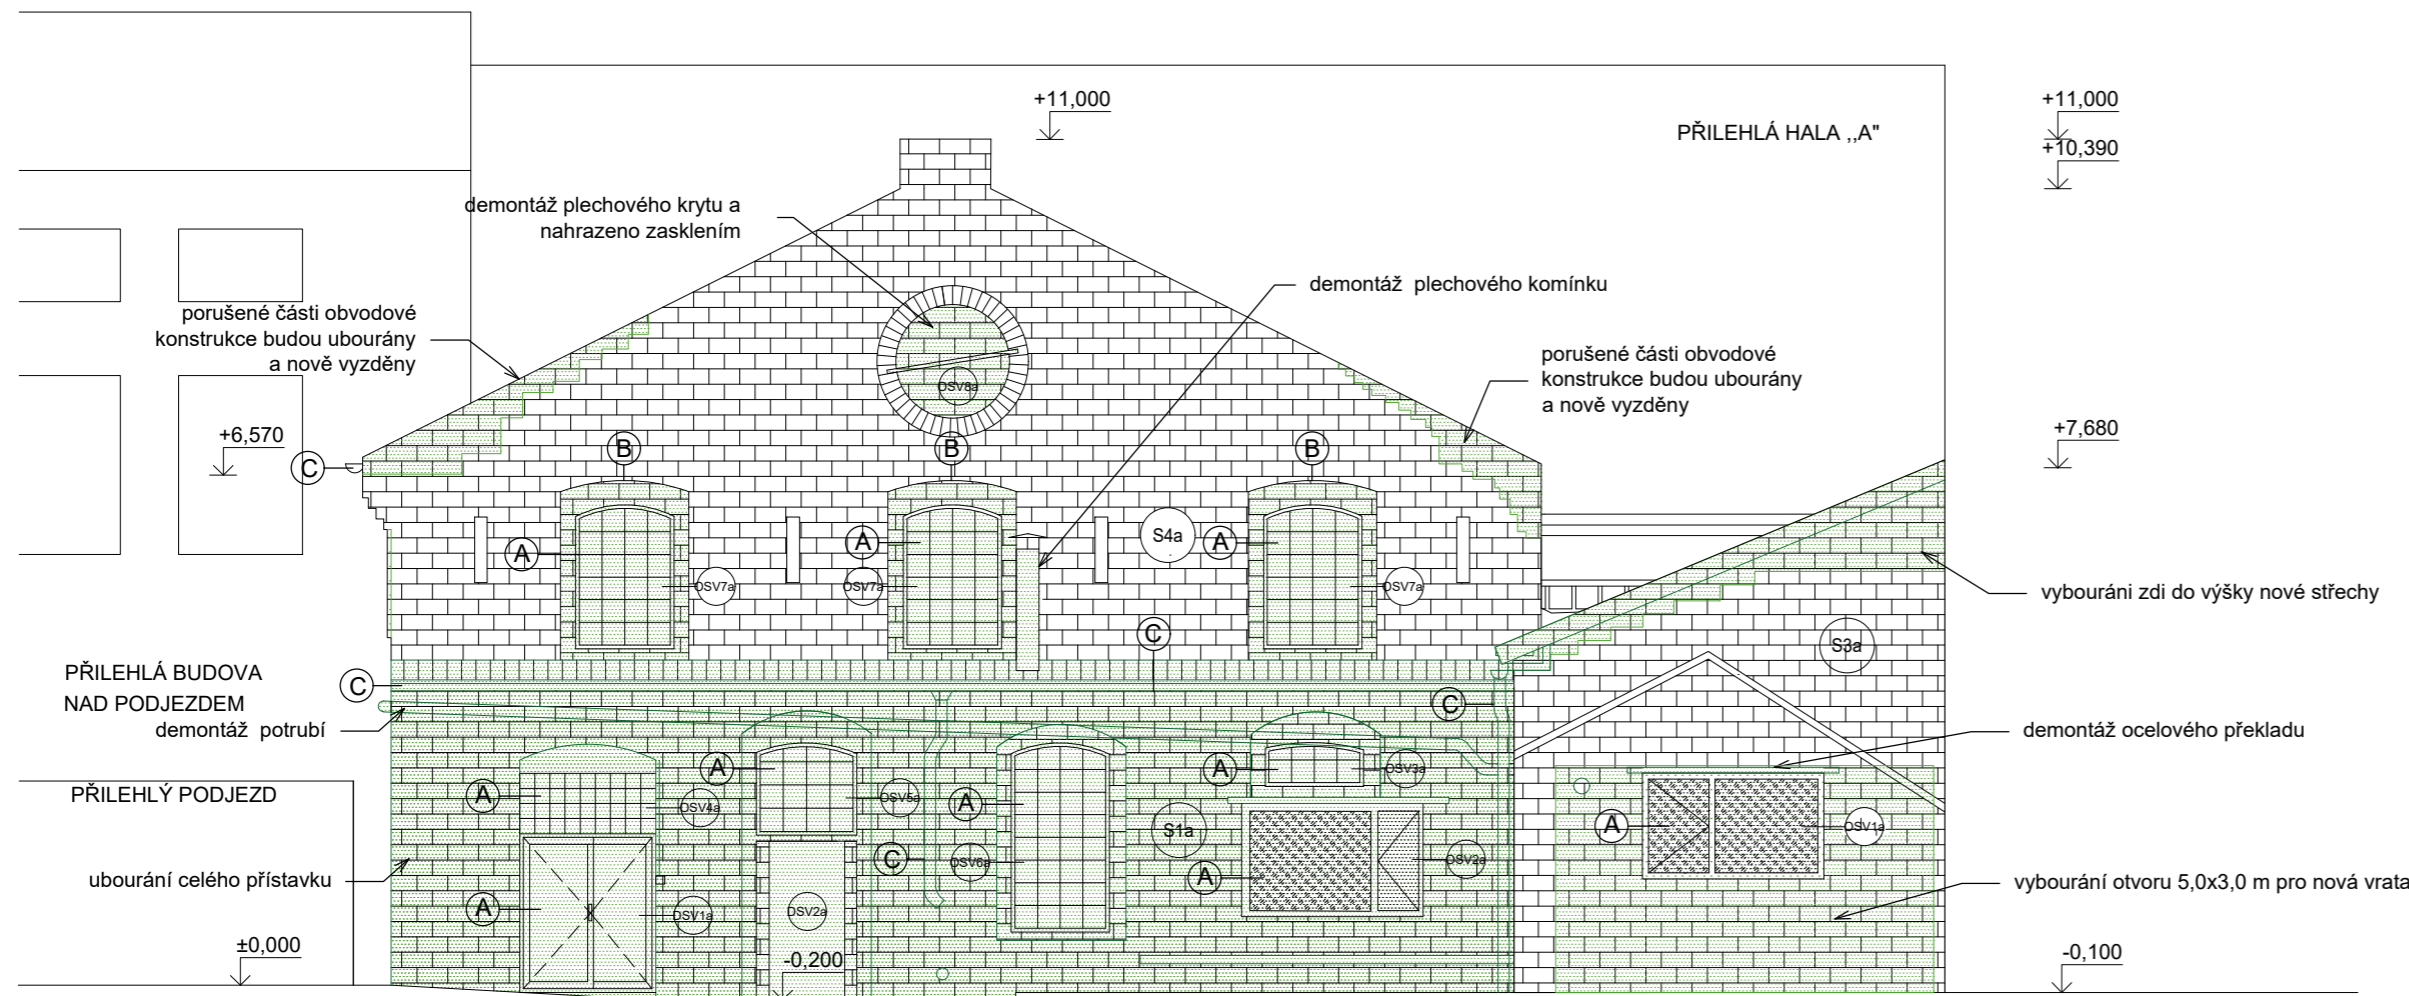 +11,000
+11,000
PŘILEHLÁ HALA ,,A"
+10,390
demontáž plechového krytu a
nahrazeno zasklením
demontáž plechového komínku
porušené části obvodové
konstrukce budou ubourány
a nově vyzděny
porušené části obvodové
konstrukce budou ubourány
a nově vyzděny
OSV8a
+6,570
+7,680
C
B
B
B
A
A
S4a
A
OSV7a
OSV7a
OSV7a
vybouráni zdi do výšky nové střechy
C
S3a
PŘILEHLÁ BUDOVA
NAD PODJEZDEM
C
C
demontáž potrubí
demontáž ocelového překladu
A
A
OSV3a
PŘILEHLÝ PODJEZD
A
OSV4a
OSV5a
A
S1a
A
OSV1a
C
OSV6a
OSV2a
ubourání celého přístavku
A
vybourání otvoru 5,0x3,0 m pro nová vrata
A
OSV1a
OSV2a
±0,000
-0,200
-0,100